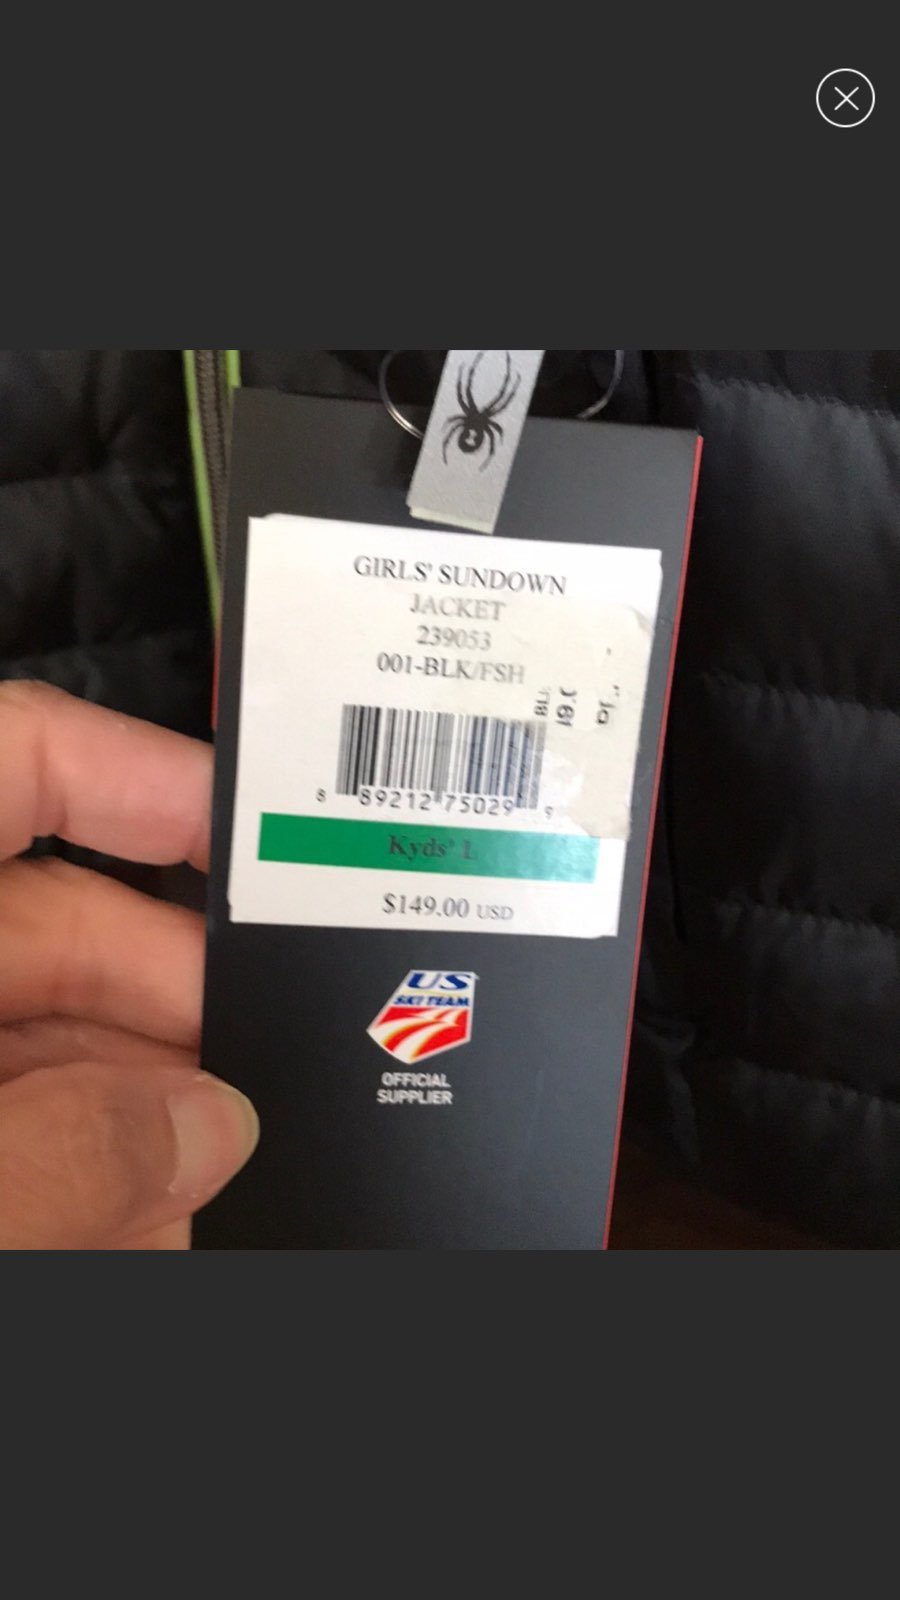 GIRLS' SUNDOWN
JACKET
239053
001-BLK/FSH
8 89212 75029 9
Kyds' L
$149.00 USD
US
SKI TEAM
OFFICIAL
SUPPLIER